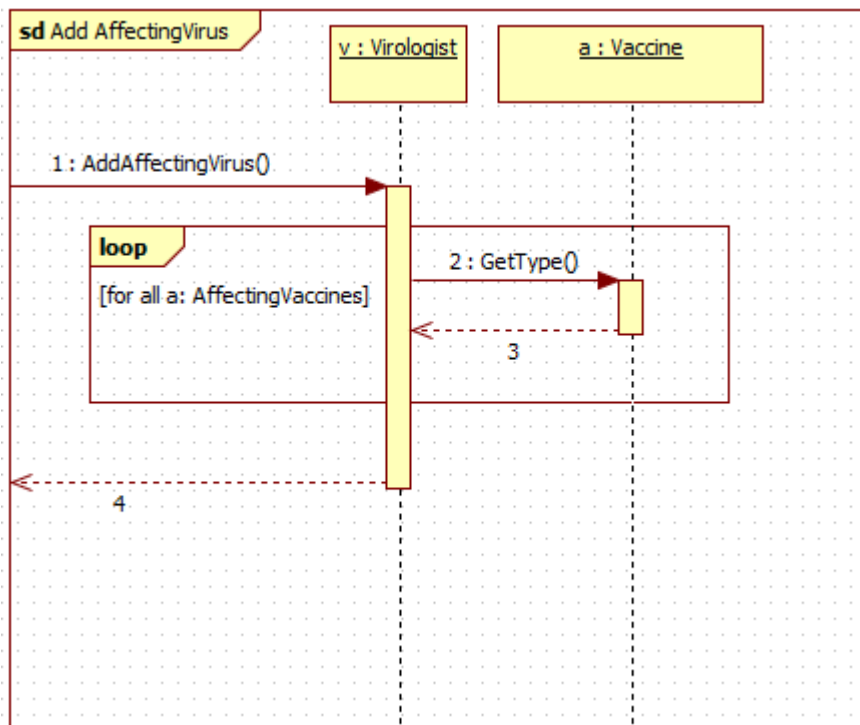 sd Add AffectingVirus
v : Virologist
a : Vaccine
1 : AddAffectingVirus()
loop
2 : GetType()
[for all a: AffectingVaccines]
3
4